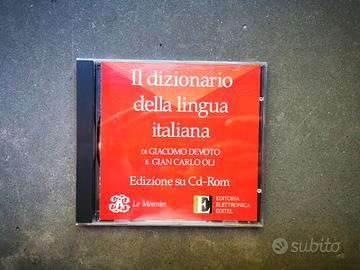 Il dizionario
della lingua
italiana
DI GIACOMO DEVOTO
E GIAN CARLO OLI
Edizione su Cd-Rom
Le Monnier
E
EDITORIA
ELETTRONICA
EDITEL
subito